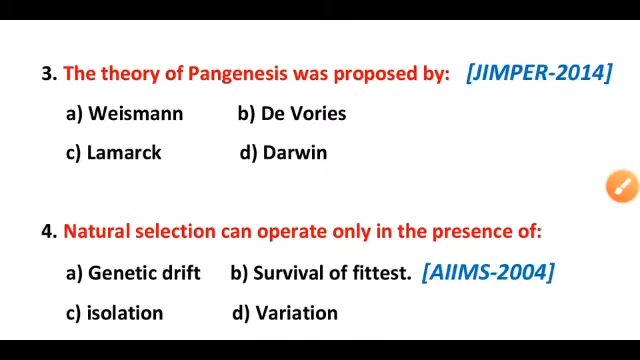 3. The theory of Pangenesis was proposed by: [JIMPER-2014]
a) Weismann b) De Vories
c) Lamarck d) Darwin
4. Natural selection can operate only in the presence of:
a) Genetic drift b) Survival of fittest. [AIIMS-2004]
c) isolation d) Variation